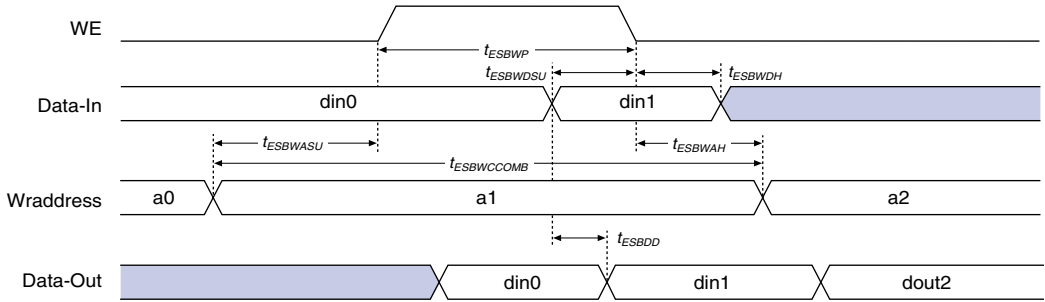 WE
tESBWP
tESBWDSU tESBWDH
Data-In din0 din1
tESBWASU tESBWAH
tESBWCCOMB
Wraddress a0 a1 a2
tESBDD
Data-Out din0 din1 dout2